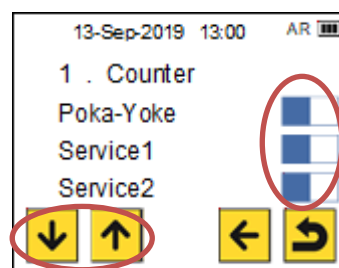 13-Sep-2019 13:00 AR
1 . Counter
Poka-Yoke
Service1
Service2